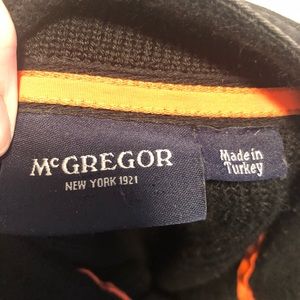 McGREGOR
NEW YORK 1921
Made in
Turkey